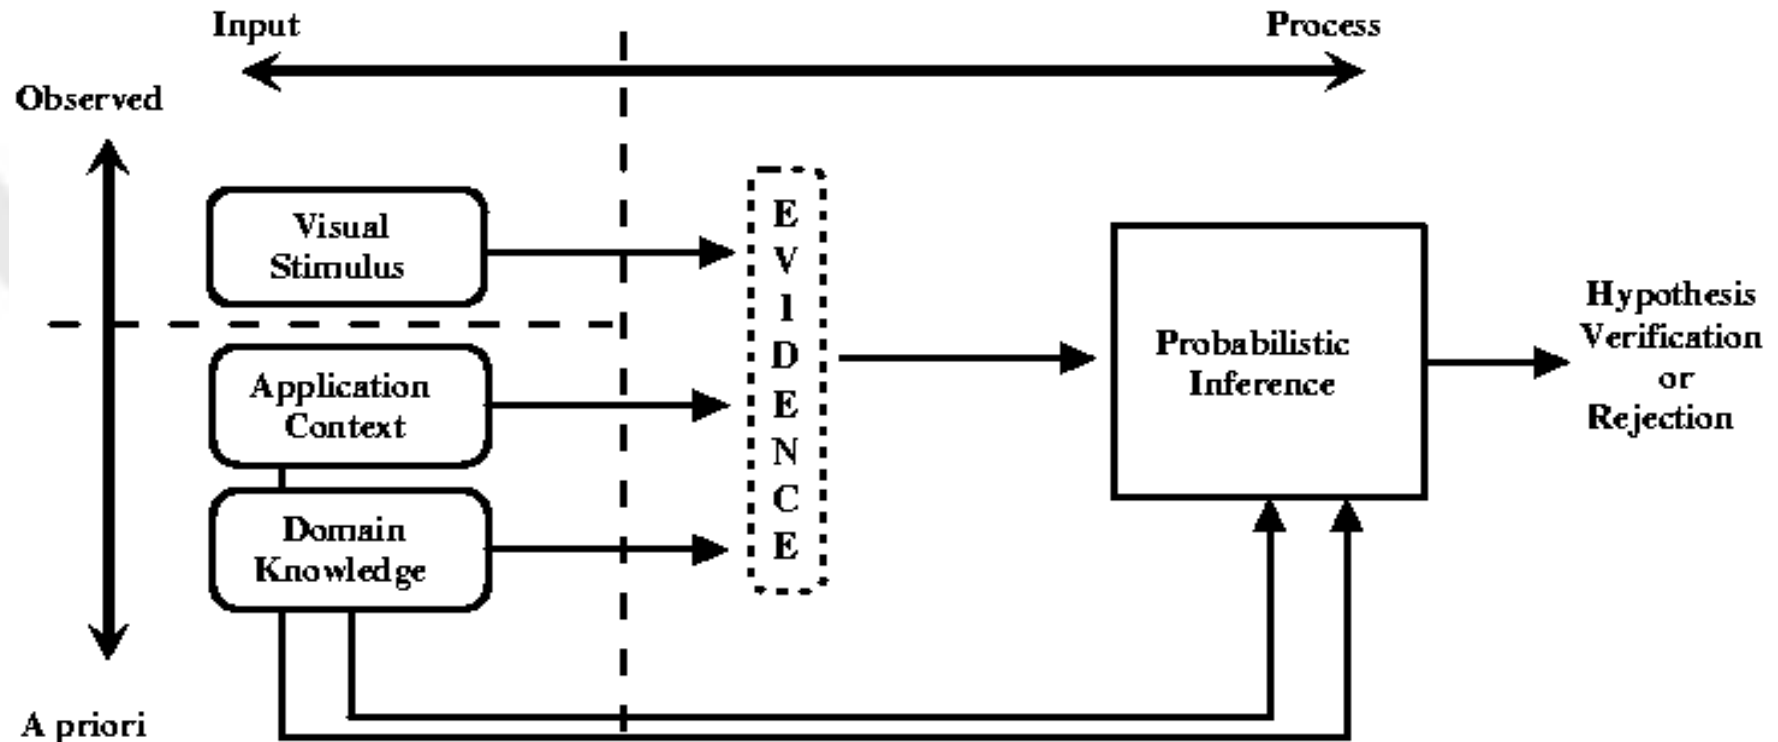 Input
Process
Observed
Visual
Stimulus
Application
Context
Domain
Knowledge
A priori
E
V
I
D
E
N
C
E
Probabilistic
Inference
Hypothesis
Verification
or
Rejection